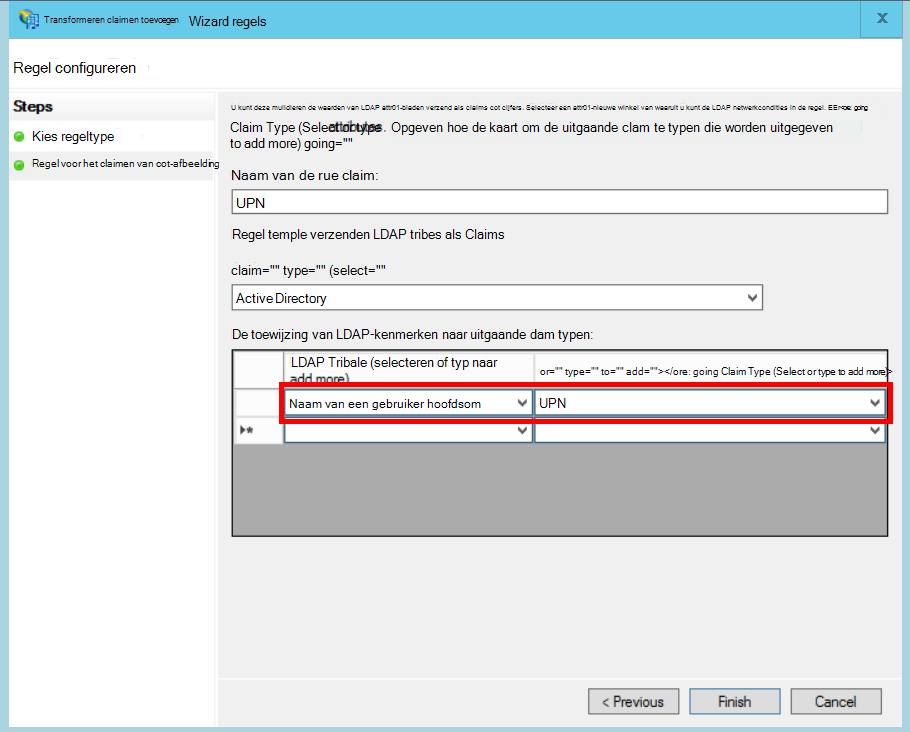 Transformeren claimen toevoegen Wizard regels
X
Regel configureren
Steps
Kies regeltype
Regel voor het claimen van cot-afbeelding
U kunt deze mulidieren de waarden van LDAP attr01-bladen verzend als claims cot cijfers. Selecteer een attr01-nieuwe winkel van waaruit u kunt de LDAP netwerkcondities in de regel. EEr<oe: going
Claim Type (Select or type . Opgeven hoe de kaart om de uitgaande clam te typen die worden uitgegeven
to add more) going=""
Naam van de rue claim:
UPN
Regel temple verzenden LDAP tribes als Claims
claim="" type="" (select=""
Active Directory
De toewijzing van LDAP-kenmerken naar uitgaande dam typen:
LDAP Tribale (selecteren of typ naar
add more)
or="" type="" to="" add=""></ore: going Claim Type (Select or type to add more)>
Naam van een gebruiker hoofdsom
UPN
< Previous
Finish
Cancel